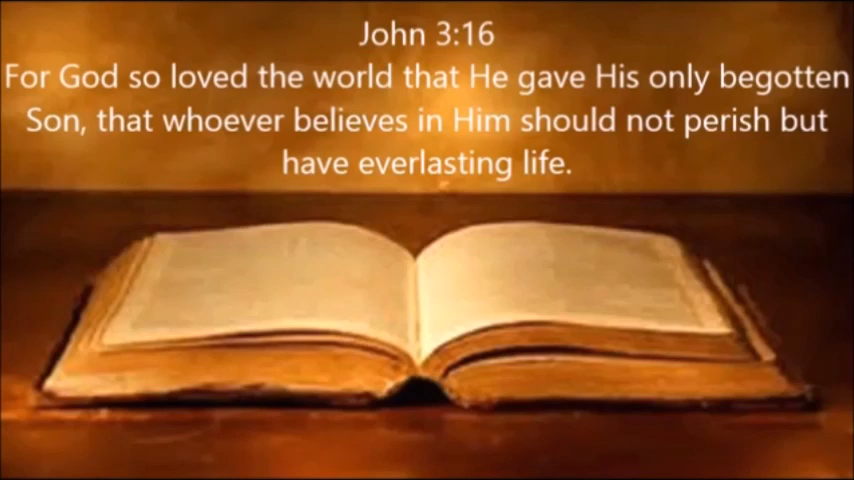 John 3:16
For God so loved the world that He gave His only begotten
Son, that whoever believes in Him should not perish but
have everlasting life.